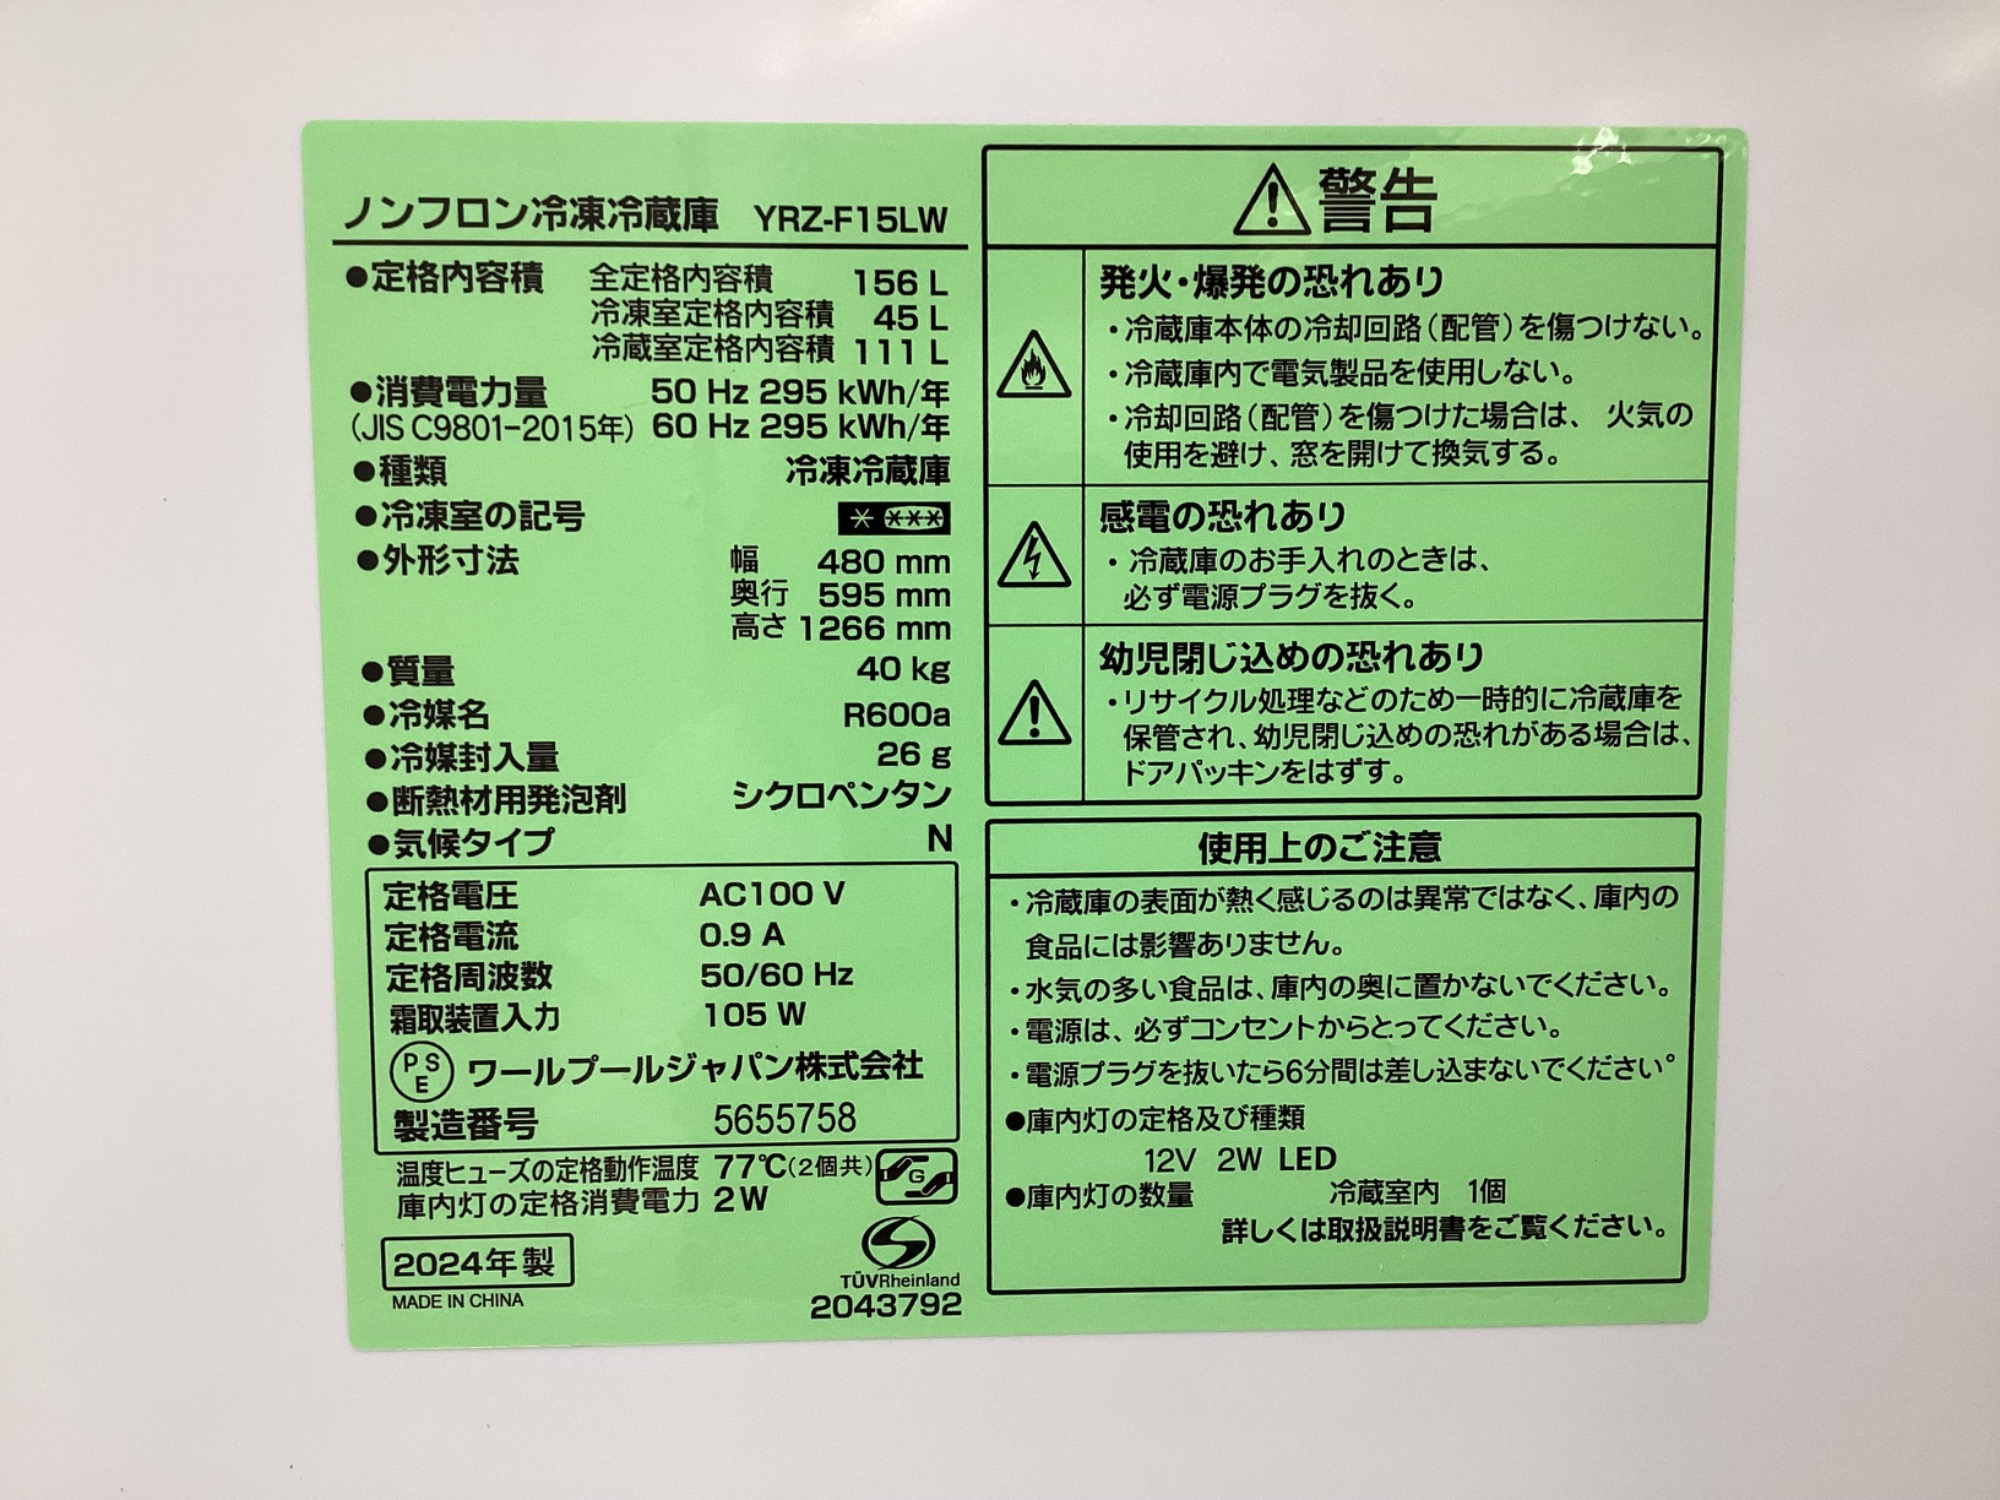 ノンフロン冷凍冷蔵庫 YRZ-F15LW
●定格内容積 全定格内容積 156 L
冷凍室定格内容積 45 L
冷蔵室定格内容積 111 L
●消費電力量 50 Hz 295 kWh/年
(JIS C9801-2015年) 60 Hz 295 kWh/年
●種類 冷凍冷蔵庫
●冷凍室の記号 * ***
●外形寸法 幅 480 mm
奥行 595 mm
高さ 1266 mm
●質量 40 kg
●冷媒名 R600a
●冷媒封入量 26 g
●断熱材用発泡剤 シクロペンタン
●気候タイプ N
定格電圧 AC100 V
定格電流 0.9 A
定格周波数 50/60 Hz
霜取装置入力 105 W
PSE ワールプールジャパン株式会社
製造番号 5655758
温度ヒューズの定格動作温度 77℃(2個共)
G
庫内灯の定格消費電力 2W
2024年製
MADE IN CHINA
TÜVRheinland
2043792
警告
発火・爆発の恐れあり
・冷蔵庫本体の冷却回路(配管)を傷つけない。
・冷蔵庫内で電気製品を使用しない。
・冷却回路(配管)を傷つけた場合は、火気の
使用を避け、窓を開けて換気する。
感電の恐れあり
・冷蔵庫のお手入れのときは、
必ず電源プラグを抜く。
幼児閉じ込めの恐れあり
・リサイクル処理などのため一時的に冷蔵庫を
保管され、幼児閉じ込めの恐れがある場合は、
ドアパッキンをはずす。
使用上のご注意
・冷蔵庫の表面が熱く感じるのは異常ではなく、庫内の
食品には影響ありません。
・水気の多い食品は、庫内の奥に置かないでください。
・電源は、必ずコンセントからとってください。
・電源プラグを抜いたら6分間は差し込まないでください°
●庫内灯の定格及び種類
12V 2W LED
●庫内灯の数量 冷蔵室内 1個
詳しくは取扱説明書をご覧ください。